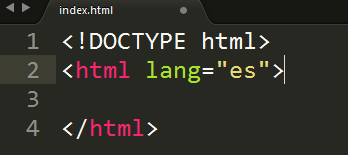 index.html
1 <!DOCTYPE html>
2 <html lang="es">
3
4 </html>